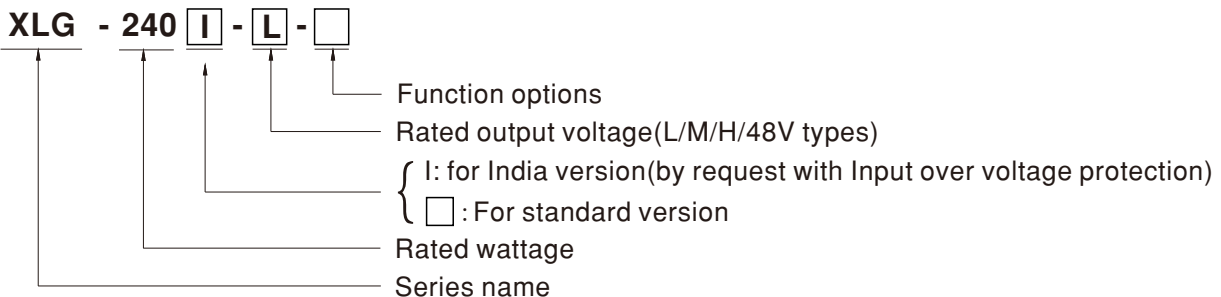 XLG - 240 I - L - □
Function options
Rated output voltage(L/M/H/48V types)
I: for India version(by request with Input over voltage protection)
□ : For standard version
Rated wattage
Series name